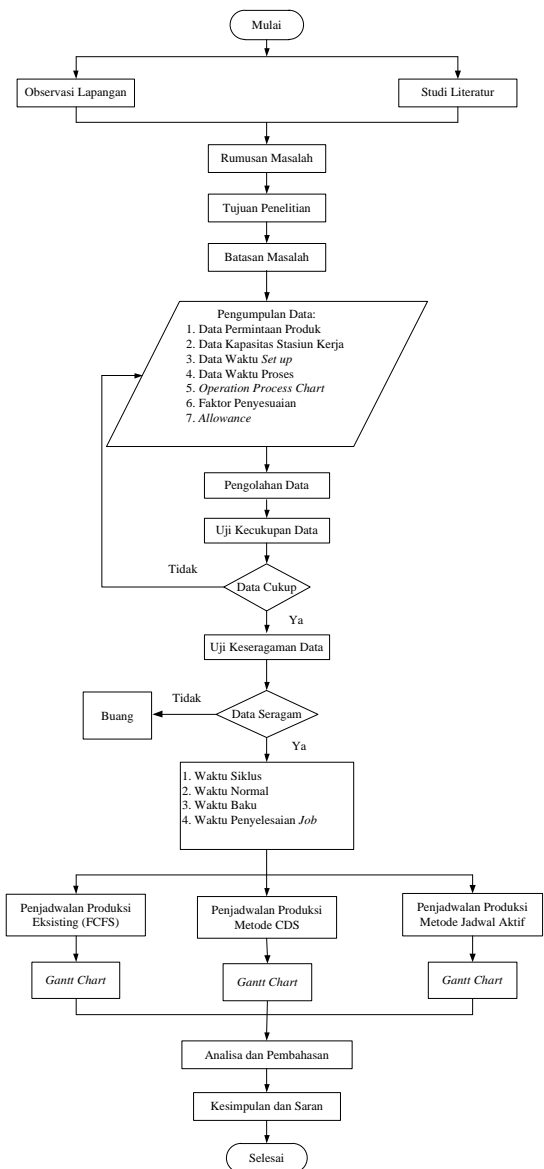 Mulai
Observasi Lapangan
Studi Literatur
Rumusan Masalah
Tujuan Penelitian
Batasan Masalah
Pengumpulan Data:
1. Data Permintaan Produk
2. Data Kapasitas Stasiun Kerja
3. Data Waktu Set up
4. Data Waktu Proses
5. Operation Process Chart
6. Faktor Penyesuaian
7. Allowance
Pengolahan Data
Uji Kecukupan Data
Tidak
Data Cukup
Ya
Uji Keseragaman Data
Tidak
Buang
Data Seragam
Ya
1. Waktu Siklus
2. Waktu Normal
3. Waktu Baku
4. Waktu Penyelesaian Job
Penjadwalan Produksi
Eksisting (FCFS)
Penjadwalan Produksi
Metode CDS
Penjadwalan Produksi
Metode Jadwal Aktif
Gantt Chart
Gantt Chart
Gantt Chart
Analisa dan Pembahasan
Kesimpulan dan Saran
Selesai